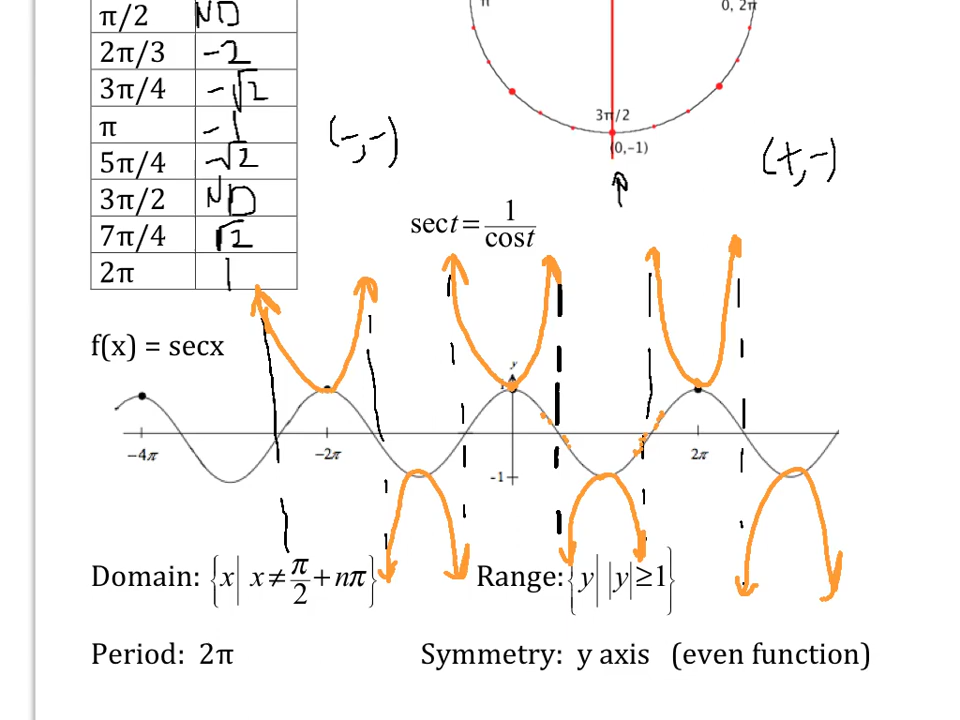 π/2 ND
2π/3 -2
3π/4 -√2
π -1
5π/4 -√2
3π/2 ND
7π/4 √2
2π 1
π
0, 2π
3π/2
(0,-1)
(-,-)
(+,-)
sect = 1/cost
f(x) = secx
y
-4π -2π 2π
-1
Domain: {x| x≠π/2+nπ} Range: {y| |y|≥1}
Period: 2π Symmetry: y axis (even function)